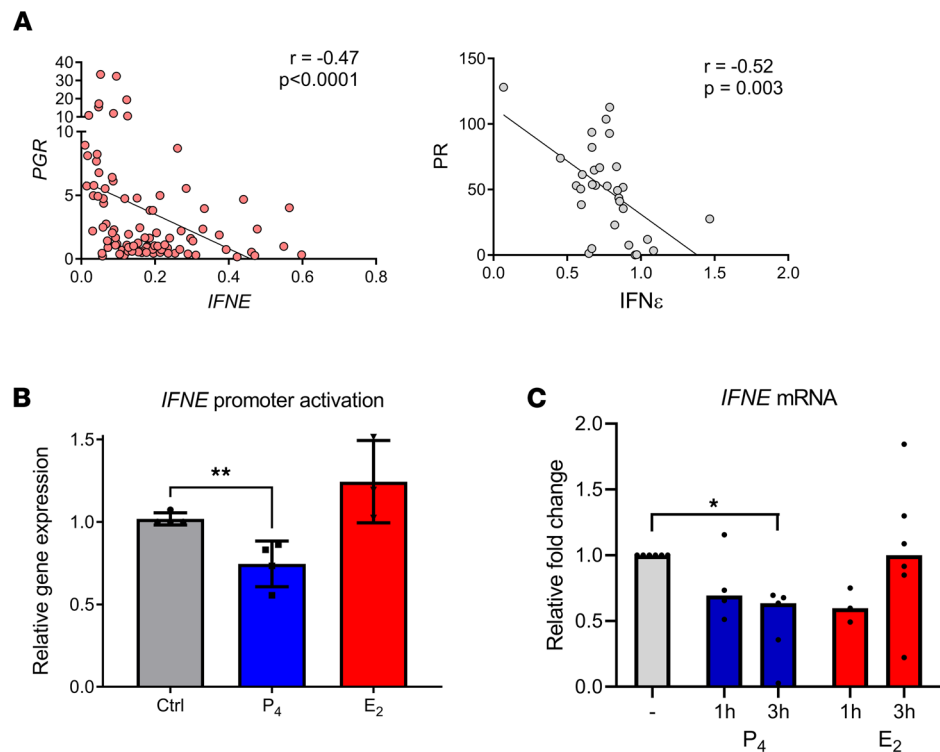 A
r = -0.47
p<0.0001
PGR
40
30
20
10
10
5
0
0.0 0.2 0.4 0.6 0.8
IFNE
r = -0.52
p = 0.003
PR
150
100
50
0
0.0 0.5 1.0 1.5 2.0
IFNε
B
IFNE promoter activation
Relative gene expression
1.5
1.0
0.5
0.0
**
Ctrl P₄ E₂
C
IFNE mRNA
Relative fold change
2.0
1.5
1.0
0.5
0.0
*
- 1h 3h 1h 3h
P₄ E₂